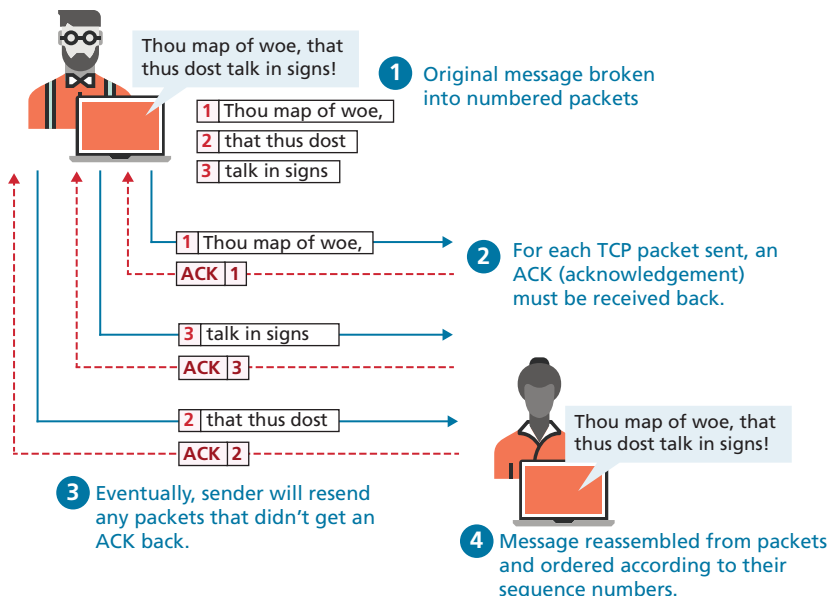 Thou map of woe, that
thus dost talk in signs!
1 Original message broken
into numbered packets
1 Thou map of woe,
2 that thus dost
3 talk in signs
1 Thou map of woe,
ACK 1
2 For each TCP packet sent, an
ACK (acknowledgement)
must be received back.
3 talk in signs
ACK 3
2 that thus dost
ACK 2
Thou map of woe, that
thus dost talk in signs!
3 Eventually, sender will resend
any packets that didn't get an
ACK back.
4 Message reassembled from packets
and ordered according to their
sequence numbers.